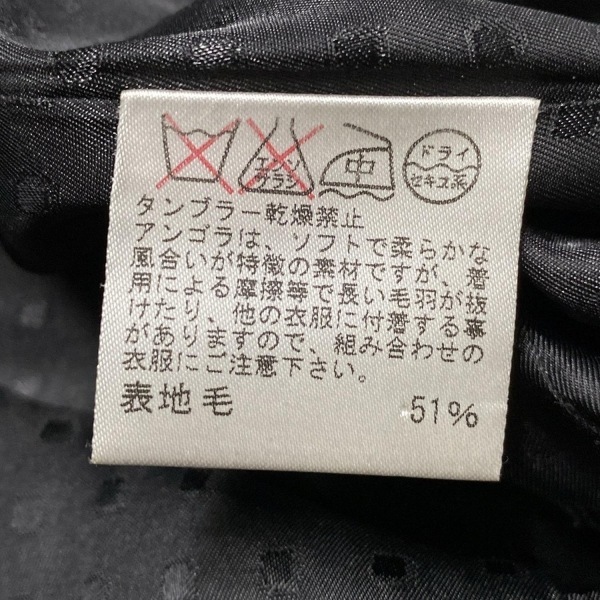 エンソ
ブラシ
中
ドライ
セキユ系
タンブラー乾燥禁止
アンゴラは、ソフトで柔らかな
風合いが特徴の素材ですが、着
用による摩擦等で長い毛羽が抜
けたり、他の衣服に付着する事
がありますので、組み合わせの
衣服にご注意下さい。
表地 毛 51%